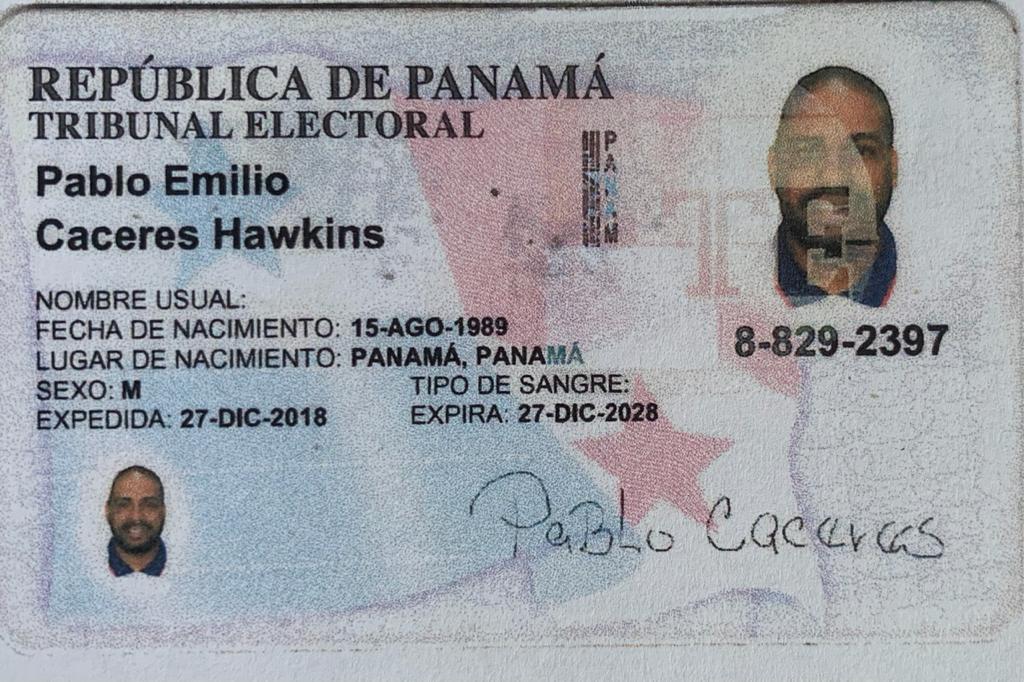 REPÚBLICA DE PANAMÁ
TRIBUNAL ELECTORAL
Pablo Emilio
Caceres Hawkins
PANAM
NOMBRE USUAL:
FECHA DE NACIMIENTO: 15-AGO-1989
LUGAR DE NACIMIENTO: PANAMÁ, PANAMÁ
SEXO: M TIPO DE SANGRE:
EXPEDIDA: 27-DIC-2018 EXPIRA: 27-DIC-2028
8-829-2397
Pablo Caceres